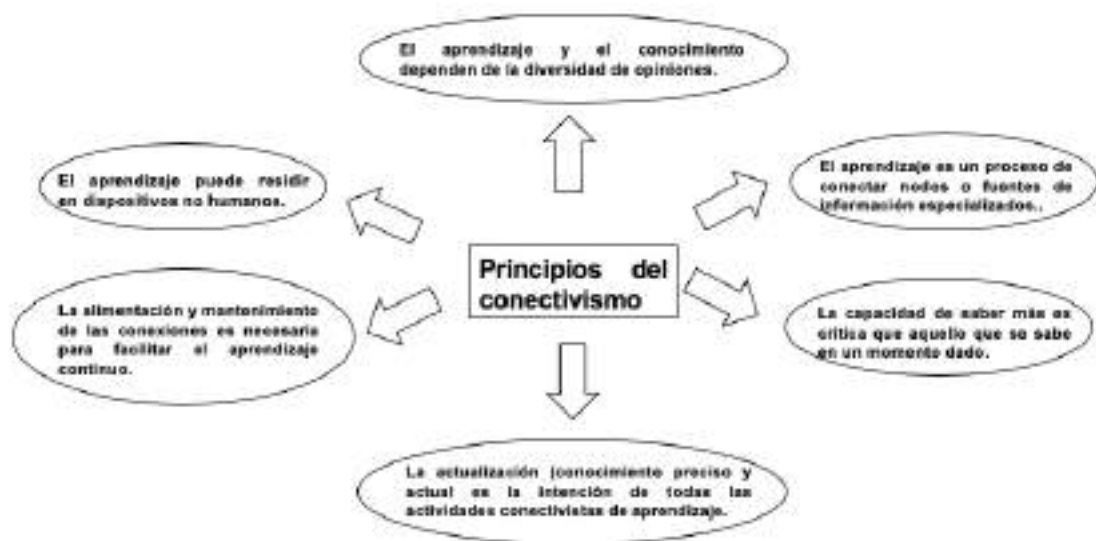 El aprendizaje y el conocimiento
dependen de la diversidad de opiniones.
El aprendizaje puede residir
en dispositivos no humanos.
El aprendizaje es un proceso de
conectar nodos o fuentes de
información especializados..
Principios del
conectivismo
La alimentación y mantenimiento
de las conexiones es necesaria
para facilitar el aprendizaje
continuo.
La capacidad de saber más es
crítica que aquello que se sabe
en un momento dado.
La actualización (conocimiento preciso y
actual es la intención de todas las
actividades conectivistas de aprendizaje.